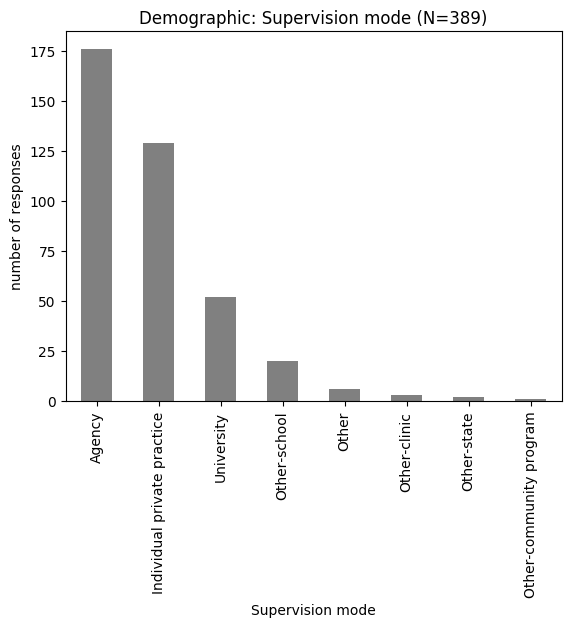 Demographic: Supervision mode (N=389)
number of responses
175
150
125
100
75
50
25
0
Agency
Individual private practice
University
Other-school
Other
Other-clinic
Other-state
Other-community program
Supervision mode